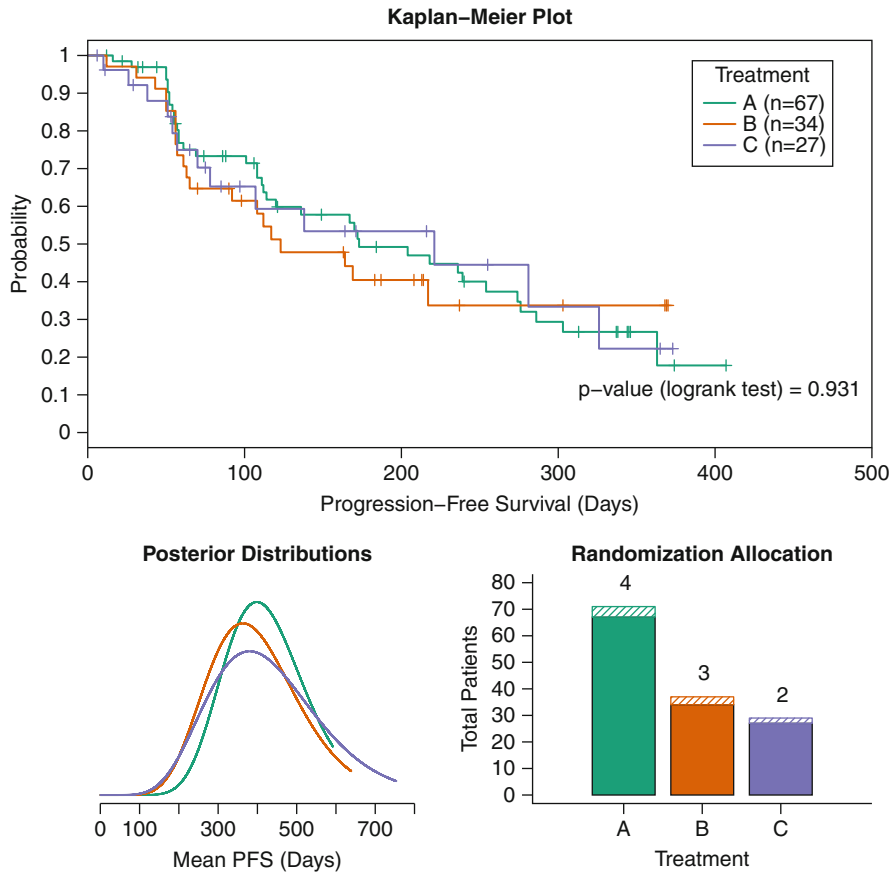 Kaplan−Meier Plot
1
0.9
0.8
0.7
0.6
0.5
0.4
0.3
0.2
0.1
0
Probability
Treatment
A (n=67)
B (n=34)
C (n=27)
p−value (logrank test) = 0.931
0 100 200 300 400 500
Progression−Free Survival (Days)
Posterior Distributions
0 100 300 500 700
Mean PFS (Days)
Randomization Allocation
80
70
60
50
40
30
20
10
0
Total Patients
4
3
2
A B C
Treatment